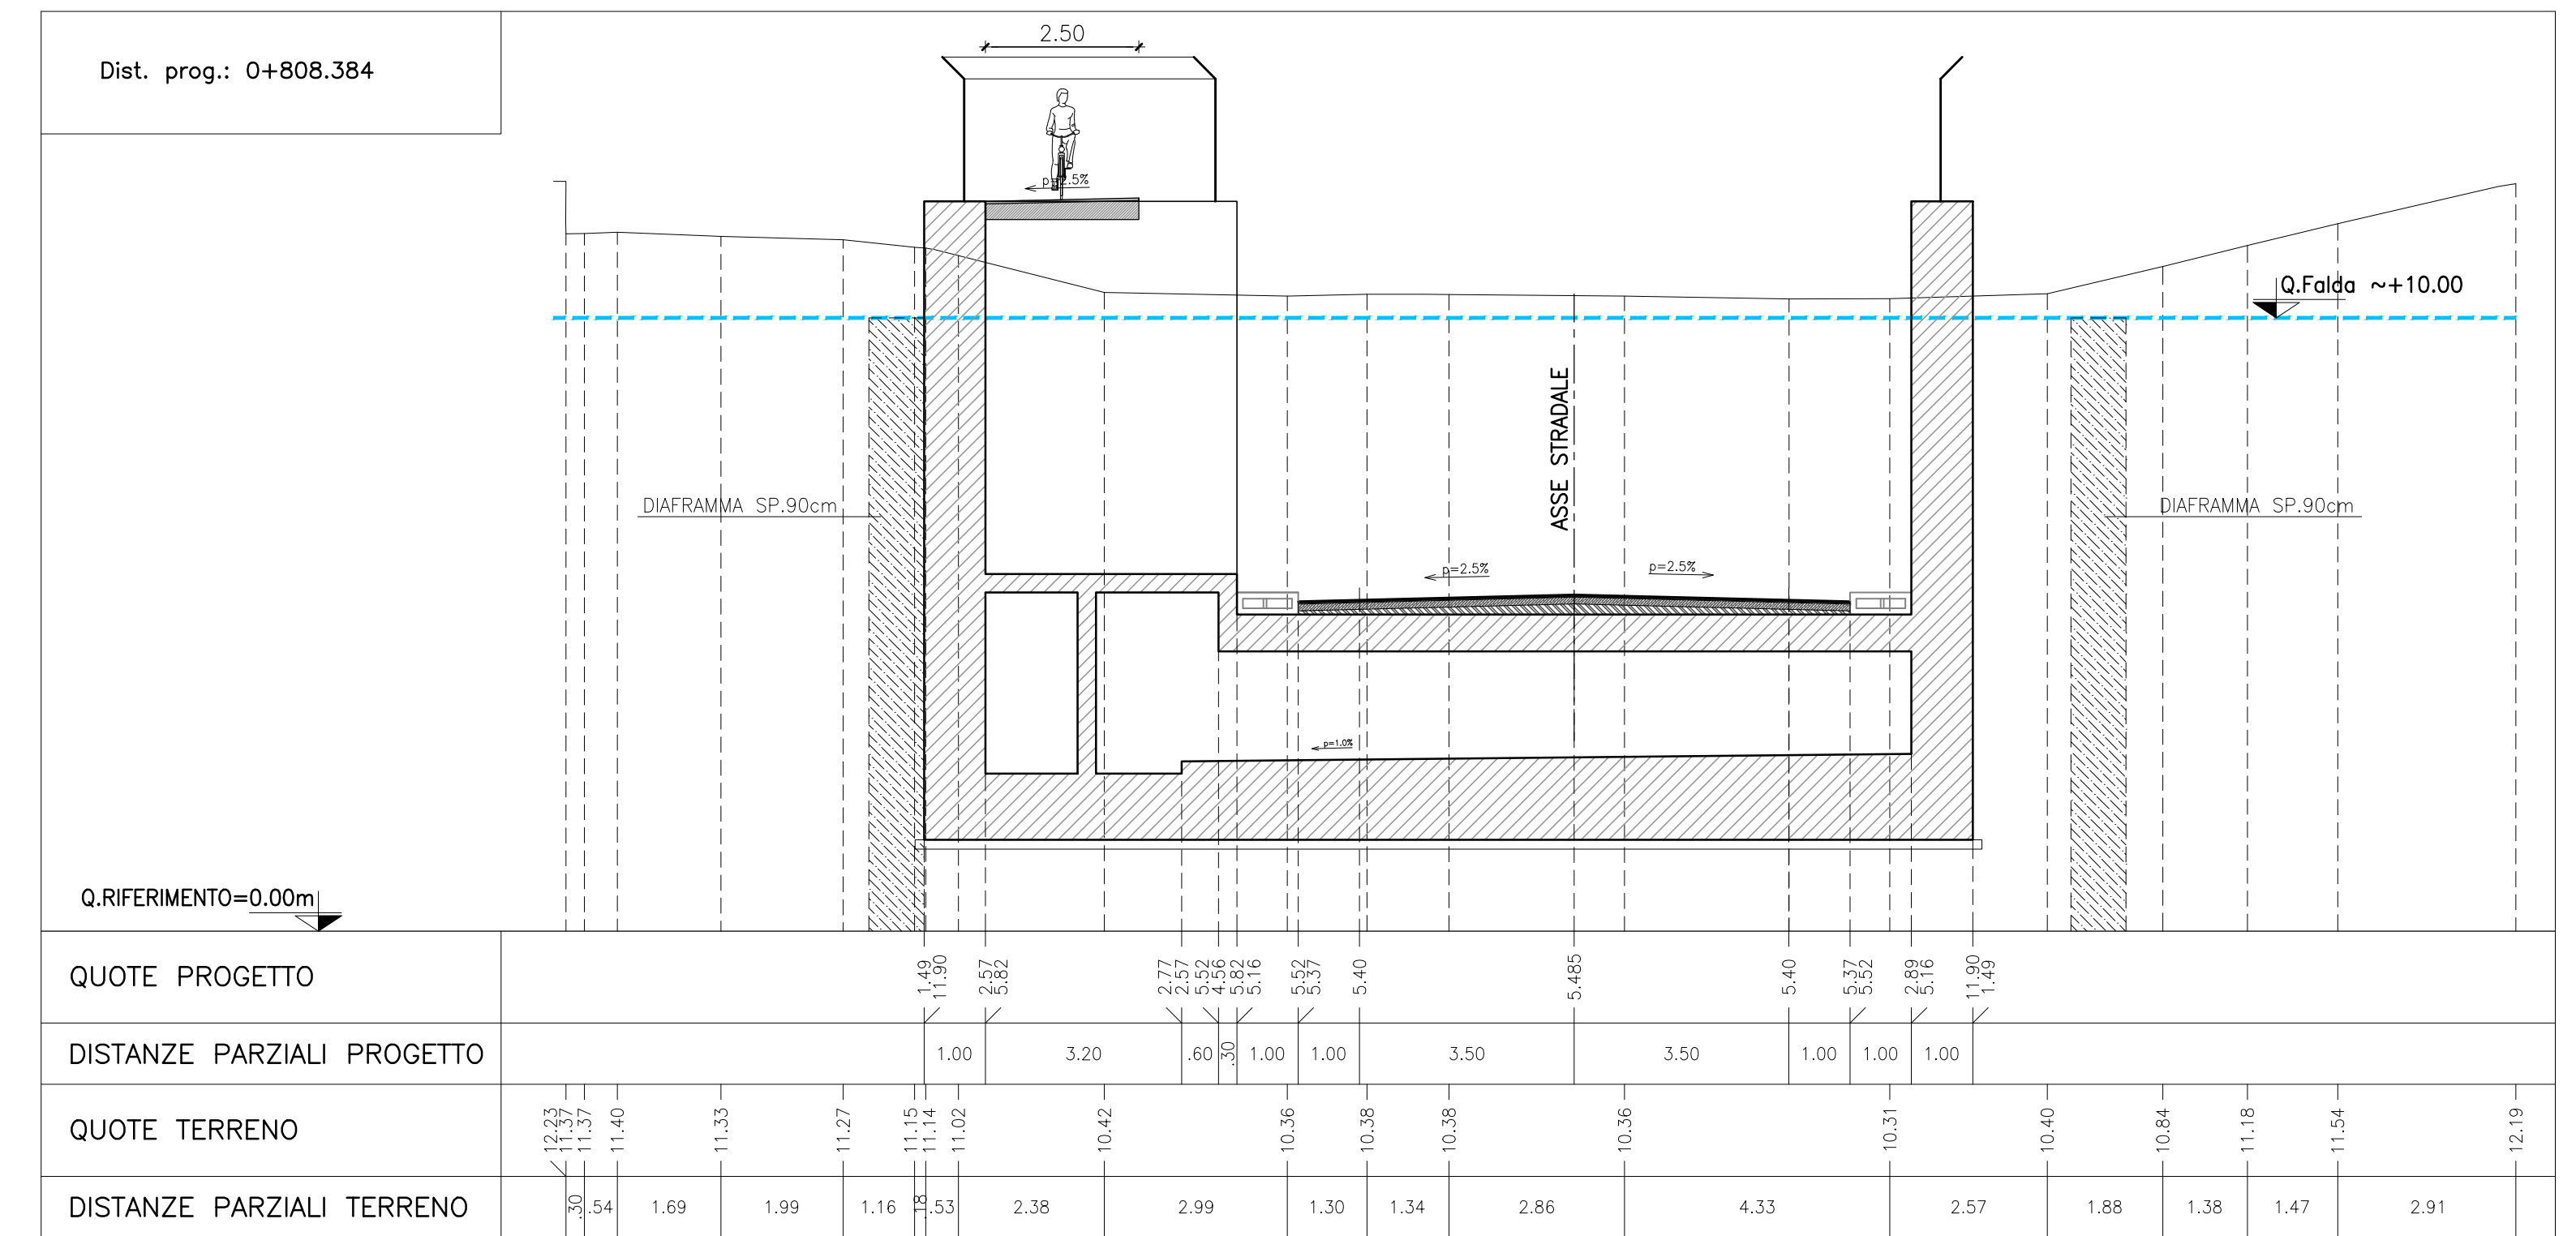 2.50
Dist. prog.: 0+808.384
p=2.5%
Q.Falda ~+10.00
ASSE STRADALE
DIAFRAMMA SP.90cm
DIAFRAMMA SP.90cm
p=2.5%
p=2.5%
p=1.0%
Q.RIFERIMENTO=0.00m
QUOTE PROGETTO 1.49 11.90 2.57 5.82 2.77 2.57 5.52 4.56 5.82 5.16 5.52 5.37 5.40 5.485 5.40 5.37 5.52 2.89 5.16 11.90 1.49
DISTANZE PARZIALI PROGETTO 1.00 3.20 .60 .30 1.00 1.00 3.50 3.50 1.00 1.00 1.00
QUOTE TERRENO 12.23 11.37 11.37 11.40 11.33 11.27 11.15 11.14 11.02 10.42 10.36 10.38 10.38 10.36 10.31 10.40 10.84 11.18 11.54 12.19
DISTANZE PARZIALI TERRENO .30 .54 1.69 1.99 1.16 .18 .53 2.38 2.99 1.30 1.34 2.86 4.33 2.57 1.88 1.38 1.47 2.91